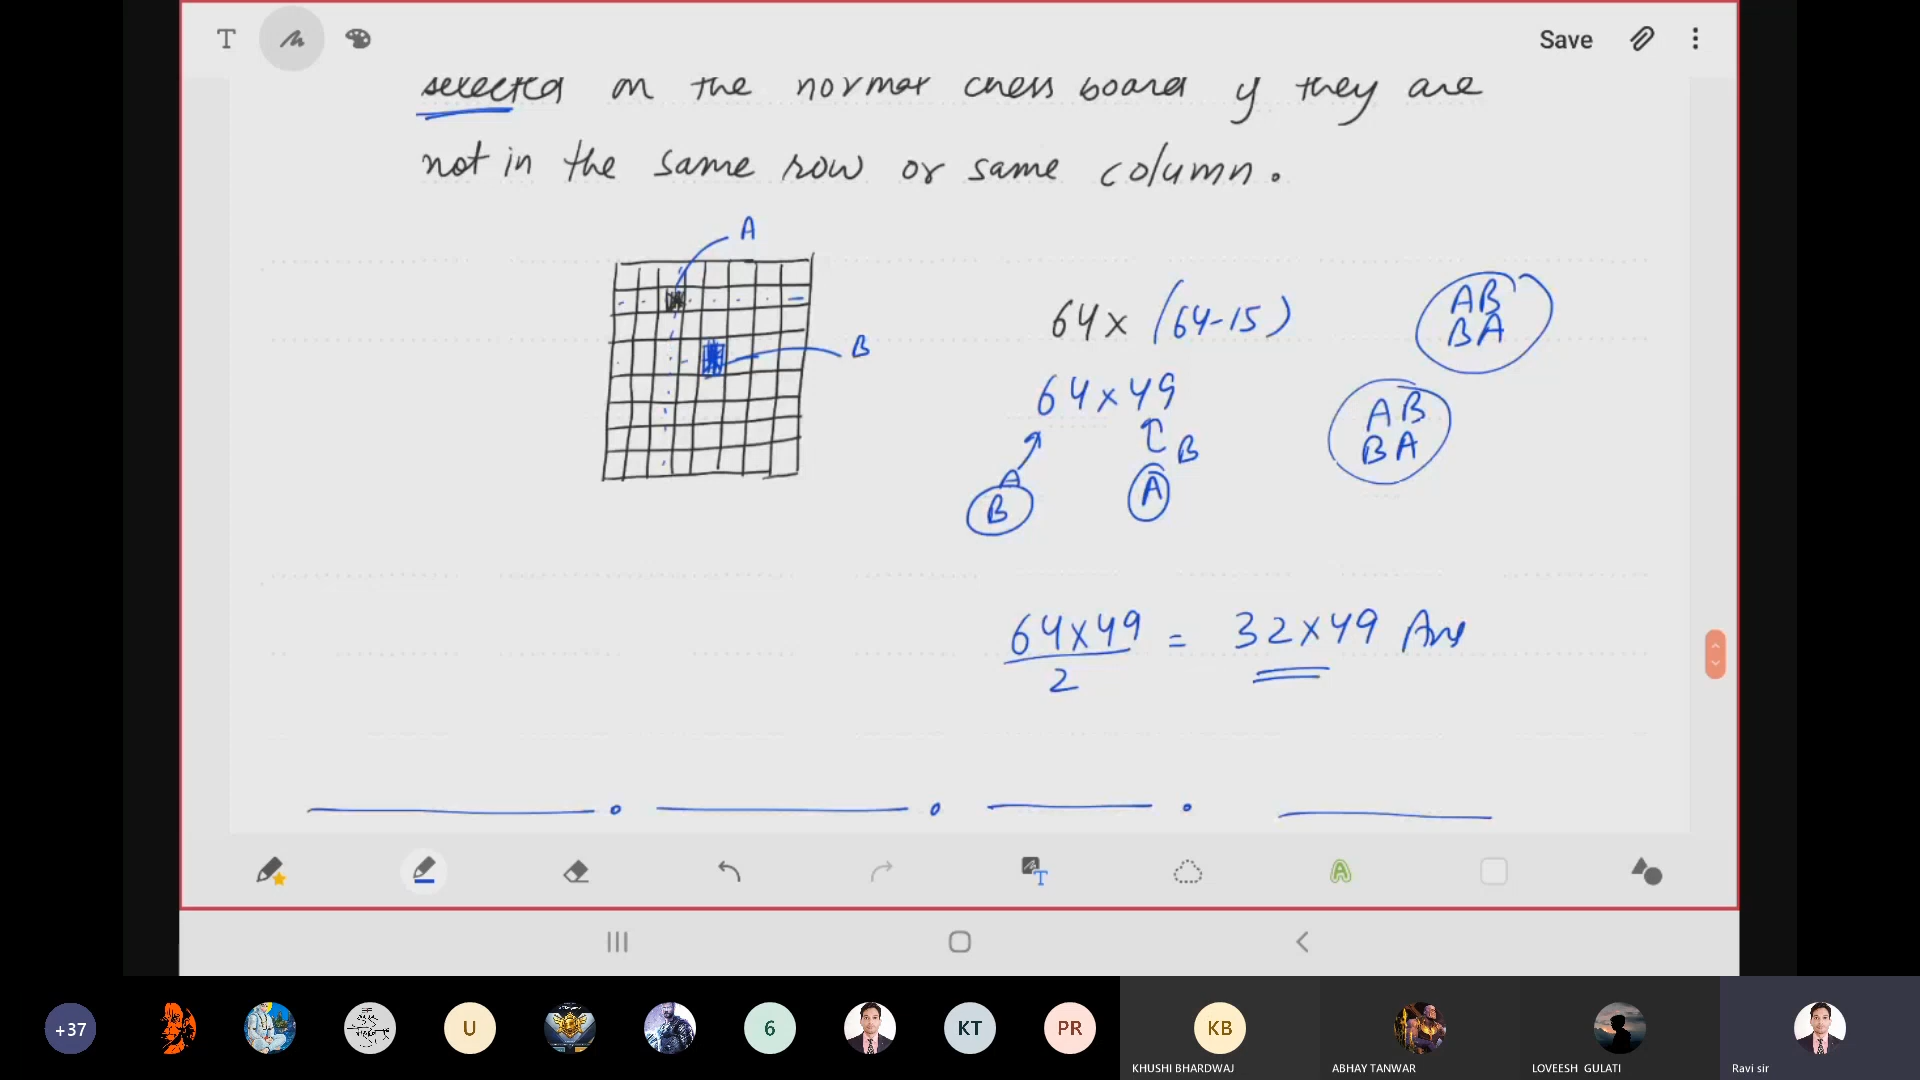 T
Save
selected on the normal chess board if they are
not in the same row or same column.
A
B
64 x (64-15)
AB
BA
64 x 49
AB
BA
A
B
B
A
64x49
2
= 32x49 Ans
T
A
+37
U
6
KT
PR
KB
KHUSHI BHARDWAJ
ABHAY TANWAR
LOVEESH GULATI
Ravi sir